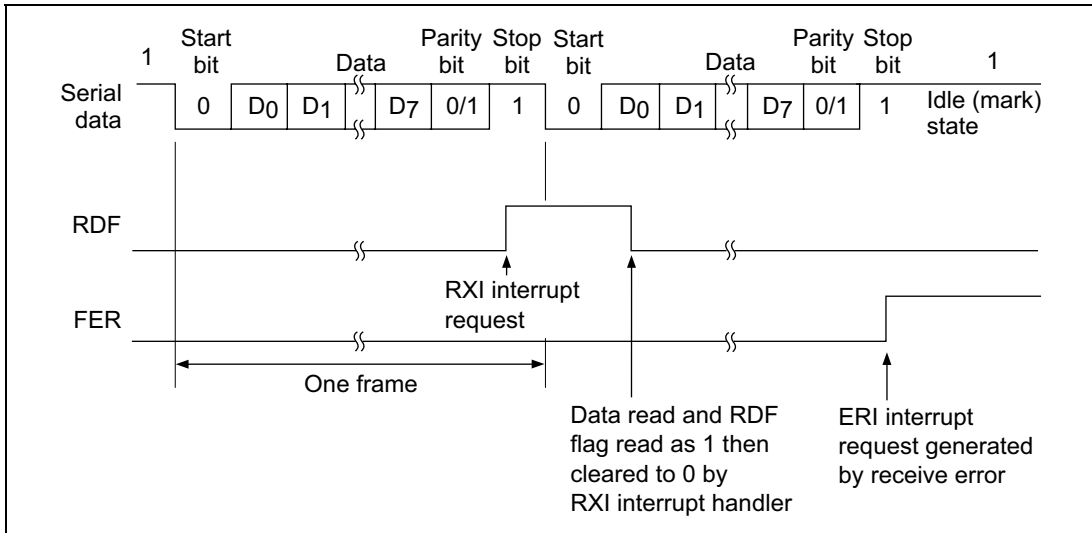 1 Start bit Data Parity bit Stop bit Start bit Data Parity bit Stop bit 1
Serial data 0 D0 D1 D7 0/1 1 0 D0 D1 D7 0/1 1 Idle (mark) state
RDF
RXI interrupt
request
FER
One frame
Data read and RDF
flag read as 1 then
cleared to 0 by
RXI interrupt handler
ERI interrupt
request generated
by receive error